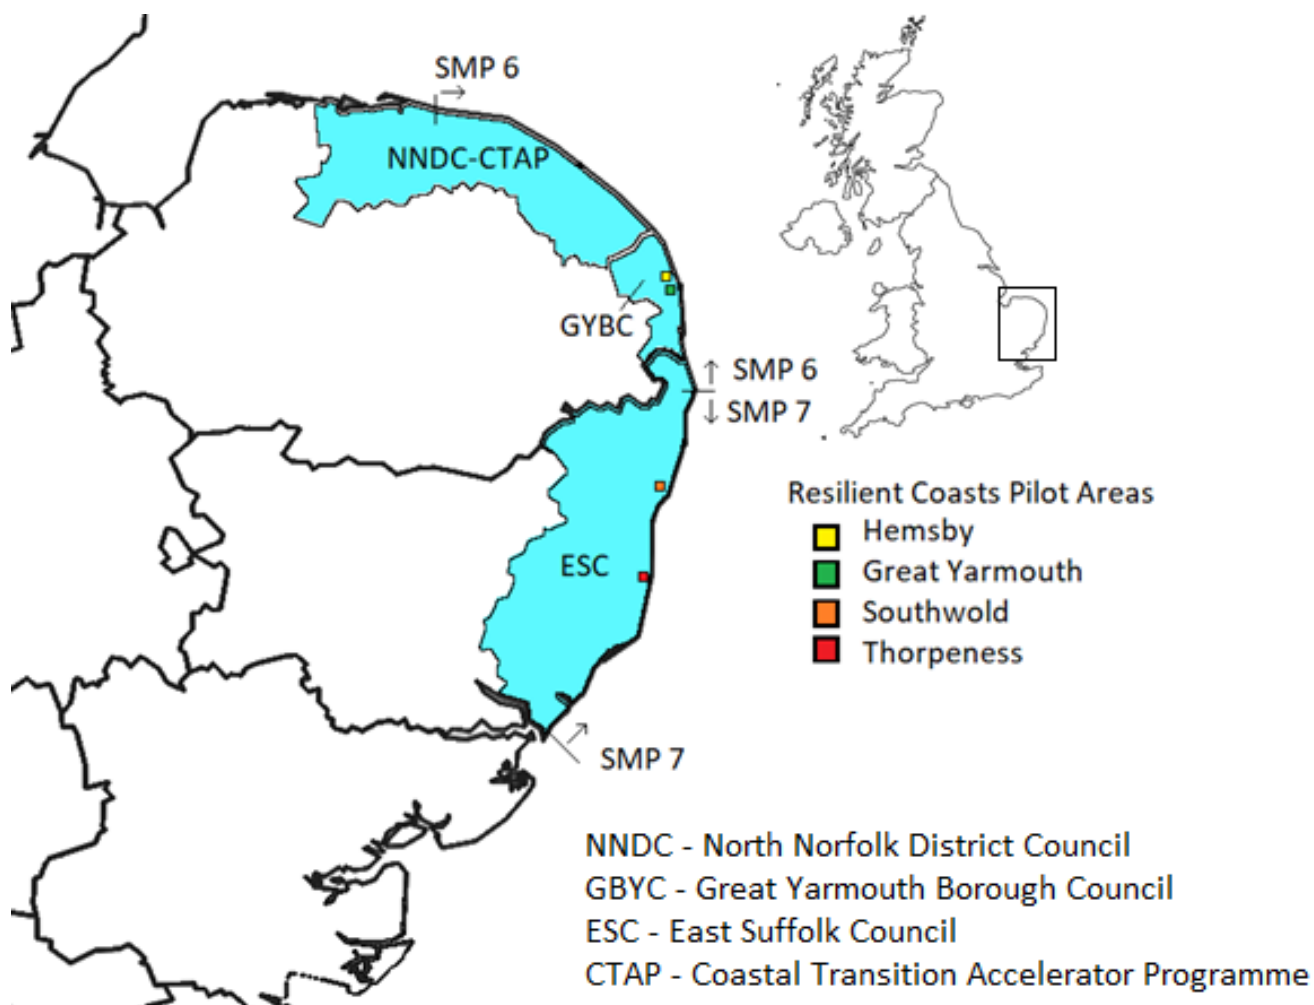 SMP 6
NNDC-CTAP
GYBC
SMP 6
SMP 7
Resilient Coasts Pilot Areas
Hemsby
Great Yarmouth
Southwold
Thorpeness
ESC
SMP 7
NNDC - North Norfolk District Council
GBYC - Great Yarmouth Borough Council
ESC - East Suffolk Council
CTAP - Coastal Transition Accelerator Programme